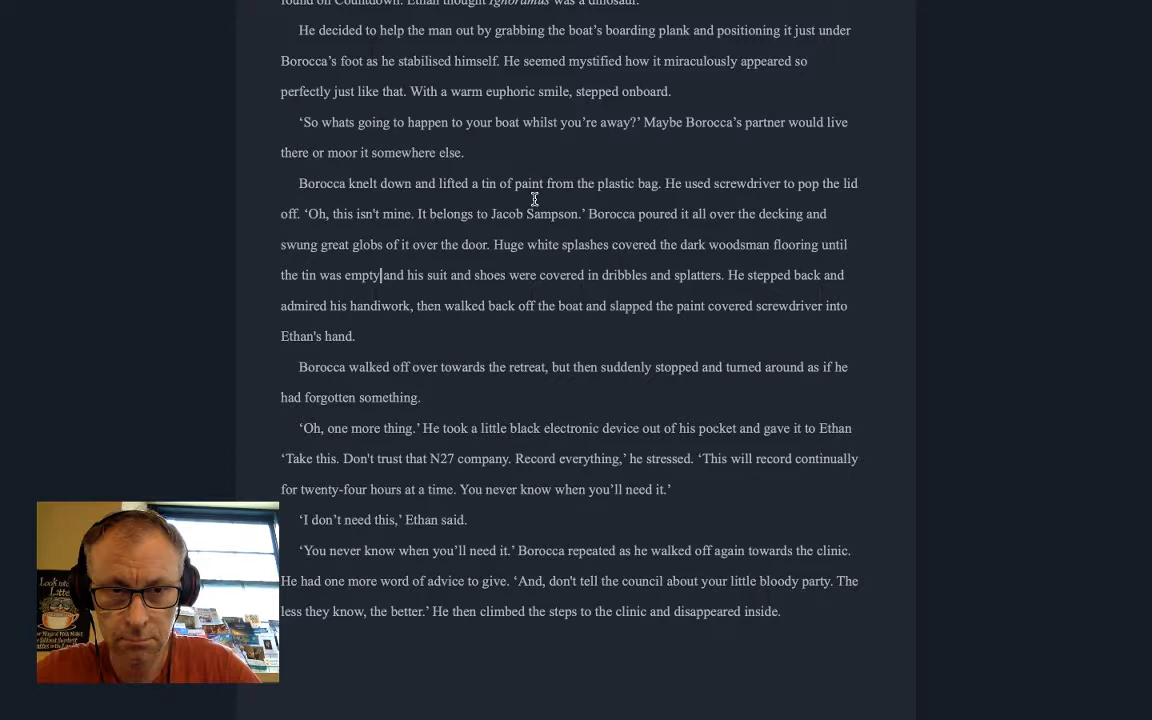 found on Countdown. Ethan thought Ignoramus was a dinosaur.
He decided to help the man out by grabbing the boat’s boarding plank and positioning it just under
Borocca’s foot as he stabilised himself. He seemed mystified how it miraculously appeared so
perfectly just like that. With a warm euphoric smile, stepped onboard.
‘So whats going to happen to your boat whilst you’re away?’ Maybe Borocca’s partner would live
there or moor it somewhere else.
Borocca knelt down and lifted a tin of paint from the plastic bag. He used screwdriver to pop the lid
off. ‘Oh, this isn't mine. It belongs to Jacob Sampson.’ Borocca poured it all over the decking and
swung great globs of it over the door. Huge white splashes covered the dark woodsman flooring until
the tin was empty and his suit and shoes were covered in dribbles and splatters. He stepped back and
admired his handiwork, then walked back off the boat and slapped the paint covered screwdriver into
Ethan's hand.
Borocca walked off over towards the retreat, but then suddenly stopped and turned around as if he
had forgotten something.
‘Oh, one more thing.’ He took a little black electronic device out of his pocket and gave it to Ethan
‘Take this. Don't trust that N27 company. Record everything,’ he stressed. ‘This will record continually
for twenty-four hours at a time. You never know when you’ll need it.’
‘I don’t need this,’ Ethan said.
‘You never know when you’ll need it.’ Borocca repeated as he walked off again towards the clinic.
He had one more word of advice to give. ‘And, don't tell the council about your little bloody party. The
less they know, the better.’ He then climbed the steps to the clinic and disappeared inside.
Look into
Latte